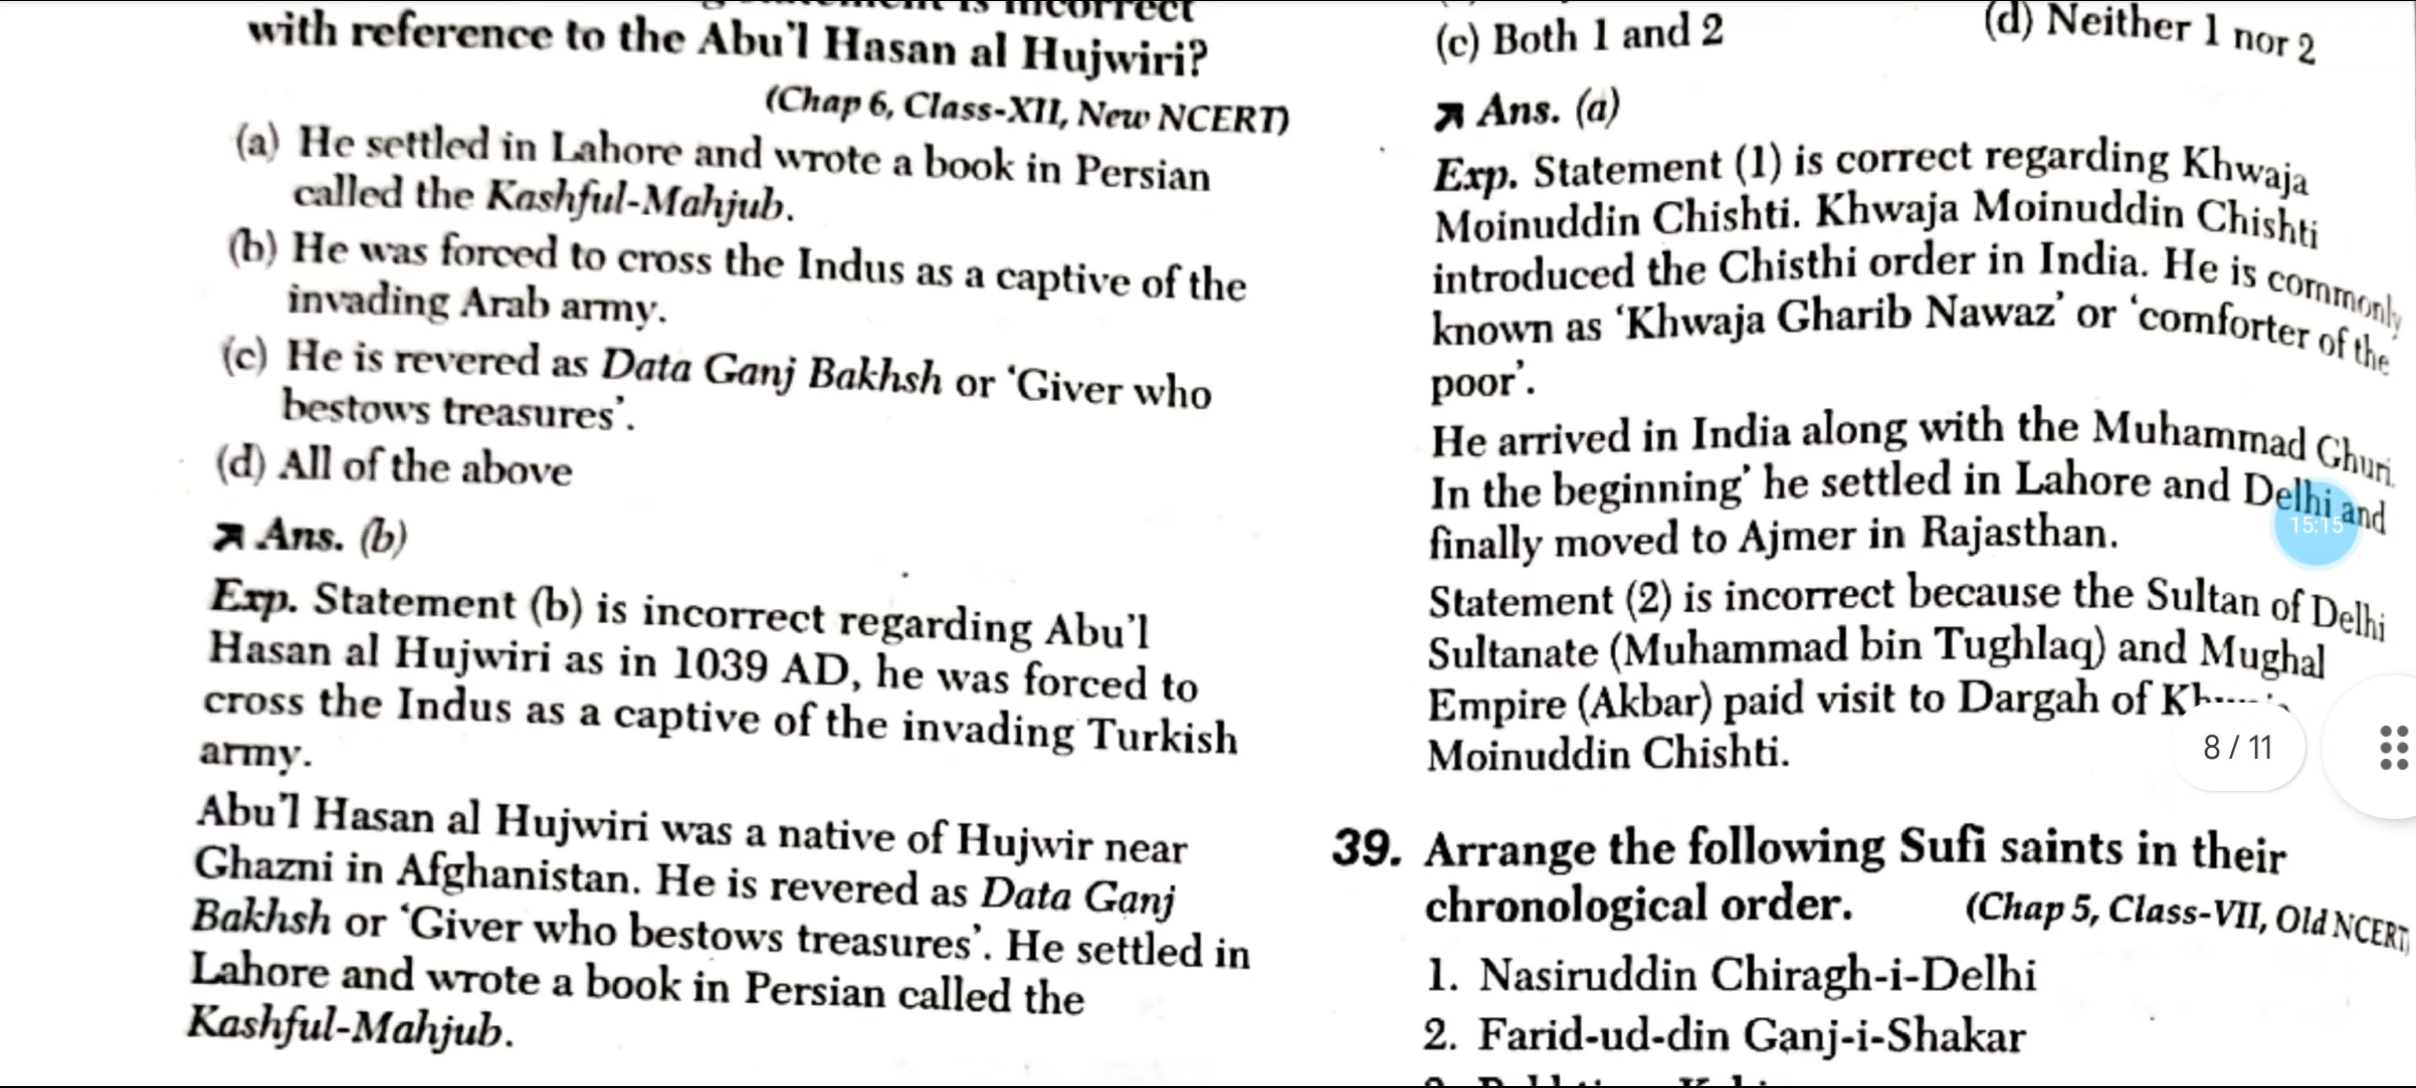 is incorrect
with reference to the Abu'l Hasan al Hujwiri?
(Chap 6, Class-XII, New NCERT)
(a) He settled in Lahore and wrote a book in Persian
called the Kashful-Mahjub.
(b) He was forced to cross the Indus as a captive of the
invading Arab army.
(c) He is revered as Data Ganj Bakhsh or 'Giver who
bestows treasures'.
(d) All of the above
Ans. (b)
Exp. Statement (b) is incorrect regarding Abu'l
Hasan al Hujwiri as in 1039 AD, he was forced to
cross the Indus as a captive of the invading Turkish
army.
Abu'l Hasan al Hujwiri was a native of Hujwir near
Ghazni in Afghanistan. He is revered as Data Ganj
Bakhsh or 'Giver who bestows treasures'. He settled in
Lahore and wrote a book in Persian called the
Kashful-Mahjub.
(c) Both 1 and 2 (d) Neither 1 nor 2
Ans. (a)
Exp. Statement (1) is correct regarding Khwaja
Moinuddin Chishti. Khwaja Moinuddin Chishti
introduced the Chisthi order in India. He is commonly
known as 'Khwaja Gharib Nawaz' or 'comforter of the
poor'.
He arrived in India along with the Muhammad Ghuri.
In the beginning' he settled in Lahore and Delhi and
finally moved to Ajmer in Rajasthan.
Statement (2) is incorrect because the Sultan of Delhi
Sultanate (Muhammad bin Tughlaq) and Mughal
Empire (Akbar) paid visit to Dargah of
Moinuddin Chishti.
39. Arrange the following Sufi saints in their
chronological order. (Chap 5, Class-VII, Old NCERT)
1. Nasiruddin Chiragh-i-Delhi
2. Farid-ud-din Ganj-i-Shakar
15:15
8 / 11